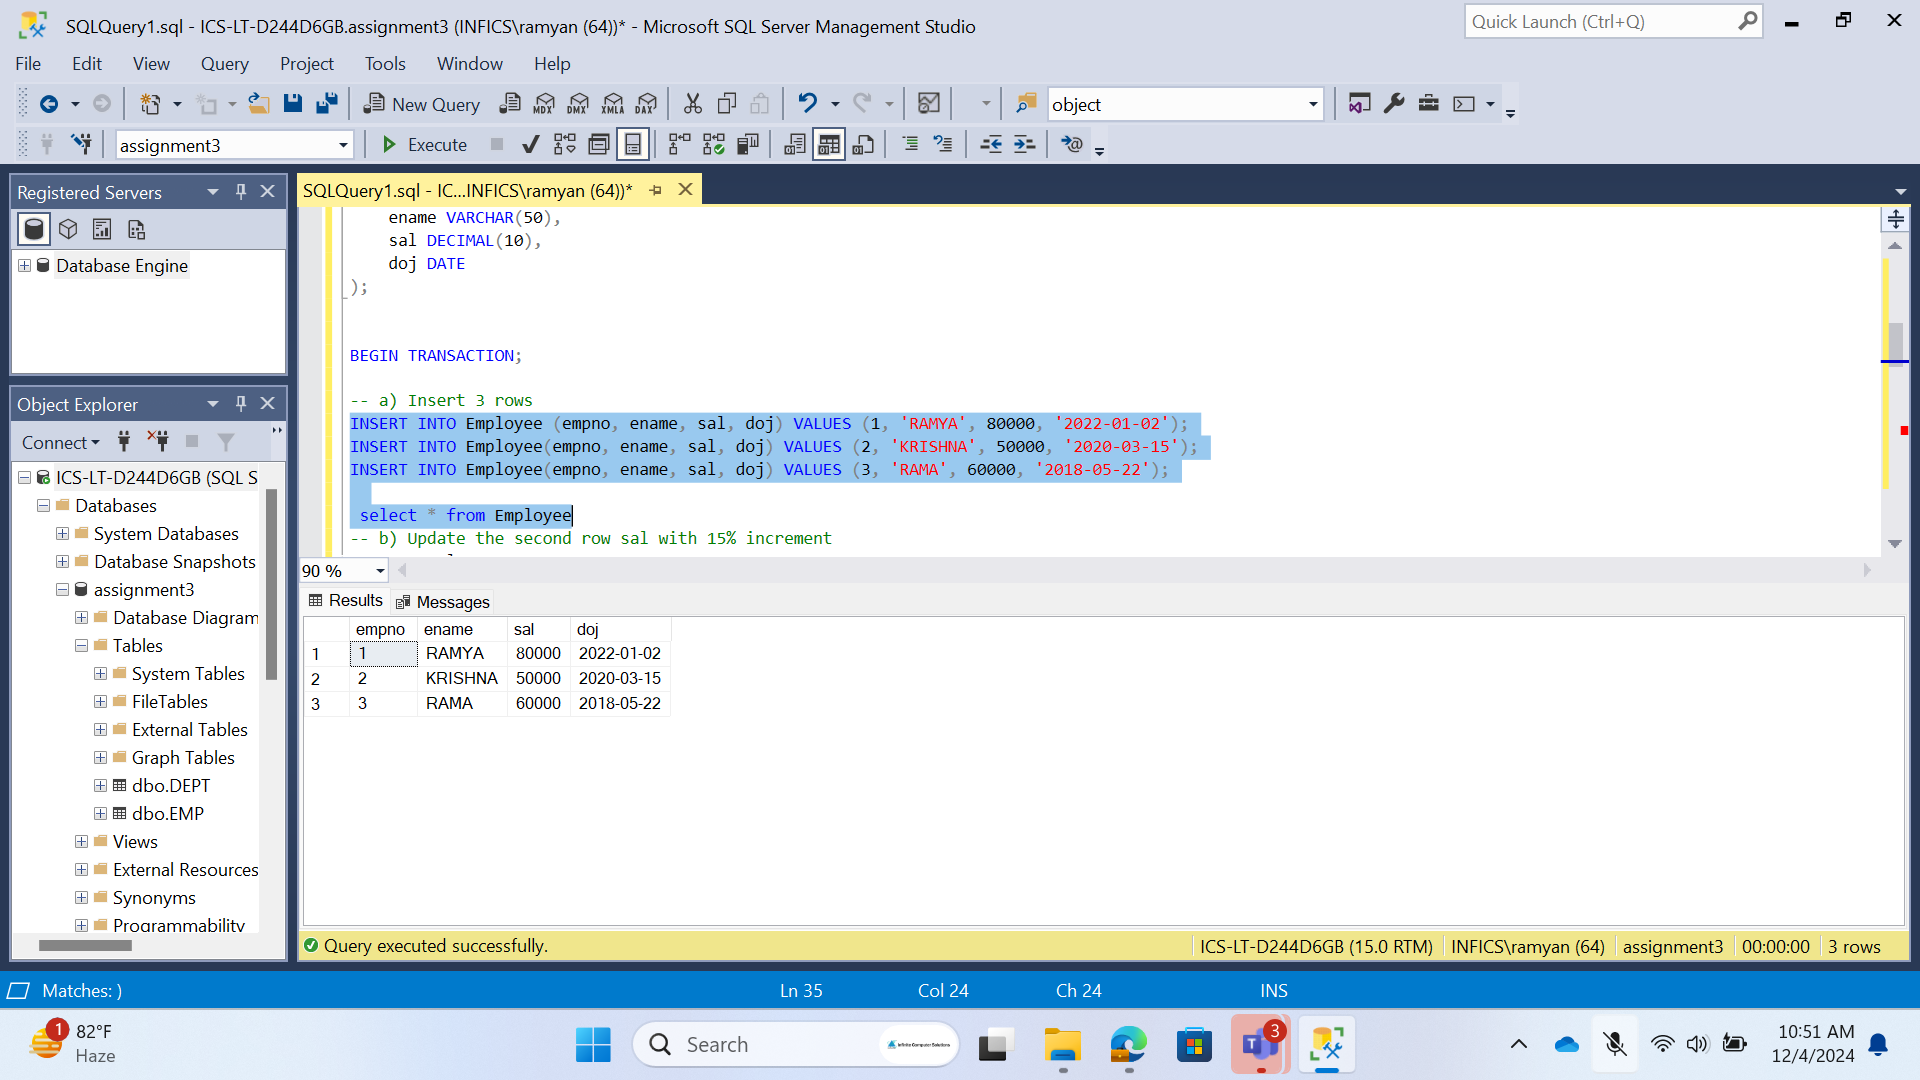 SQLQuery1.sql - ICS-LT-D244D6GB.assignment3 (INFICS\ramyan (64))* - Microsoft SQL Server Management Studio
Quick Launch (Ctrl+Q)
File Edit View Query Project Tools Window Help
New Query MDX DMX XMLA DAX object
assignment3 Execute
Registered Servers
Database Engine
Object Explorer
Connect
ICS-LT-D244D6GB (SQL S
Databases
System Databases
Database Snapshots
assignment3
Database Diagram
Tables
System Tables
FileTables
External Tables
Graph Tables
dbo.DEPT
dbo.EMP
Views
External Resources
Synonyms
Programmability
SQLQuery1.sql - IC...INFICS\ramyan (64))*
ename VARCHAR(50),
sal DECIMAL(10),
doj DATE
);
BEGIN TRANSACTION;
-- a) Insert 3 rows
INSERT INTO Employee (empno, ename, sal, doj) VALUES (1, 'RAMYA', 80000, '2022-01-02');
INSERT INTO Employee(empno, ename, sal, doj) VALUES (2, 'KRISHNA', 50000, '2020-03-15');
INSERT INTO Employee(empno, ename, sal, doj) VALUES (3, 'RAMA', 60000, '2018-05-22');
select * from Employee
-- b) Update the second row sal with 15% increment
90 %
Results Messages
empno ename sal doj
1 1 RAMYA 80000 2022-01-02
2 2 KRISHNA 50000 2020-03-15
3 3 RAMA 60000 2018-05-22
Query executed successfully. ICS-LT-D244D6GB (15.0 RTM) INFICS\ramyan (64) assignment3 00:00:00 3 rows
Matches: ) Ln 35 Col 24 Ch 24 INS
1 82°F
Haze
Search
Infinite Computer Solutions
3
10:51 AM
12/4/2024